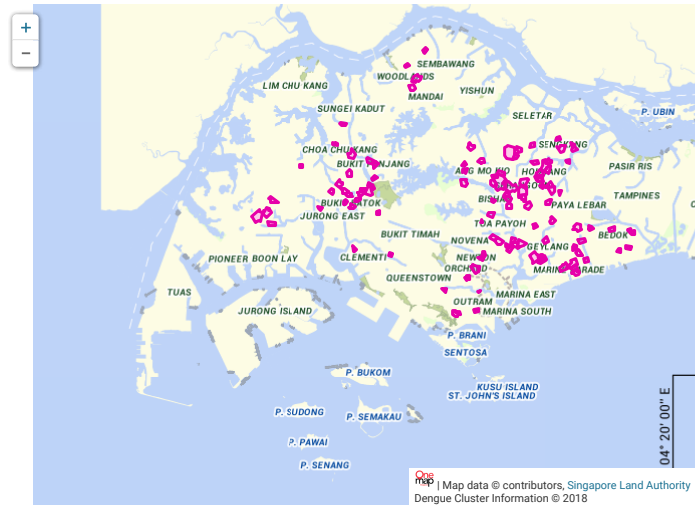 +
−
SEMBAWANG
WOODLANDS
LIM CHU KANG
YISHUN
MANDAI
SUNGEI KADUT
P. UBIN
SELETAR
SENGKANG
CHOA CHU KANG
BUKIT PANJANG
PASIR RIS
ANG MO KIO
HOUGANG
TAMPINES
BISHAN
BUKIT BATOK
PAYA LEBAR
JURONG EAST
TOA PAYOH
BUKIT TIMAH
BEDOK
NOVENA
GEYLANG
PIONEER
BOON LAY
CLEMENTI
NEWTON
ORCHARD
MARINE PARADE
QUEENSTOWN
TUAS
MARINA EAST
OUTRAM
JURONG ISLAND
MARINA SOUTH
P. BRANI
SENTOSA
P. BUKOM
KUSU ISLAND
ST. JOHN'S ISLAND
P. SUDONG
P. SEMAKAU
P. PAWAI
P. SENANG
04° 20' 00" E
One
map | Map data © contributors, Singapore Land Authority
Dengue Cluster Information © 2018